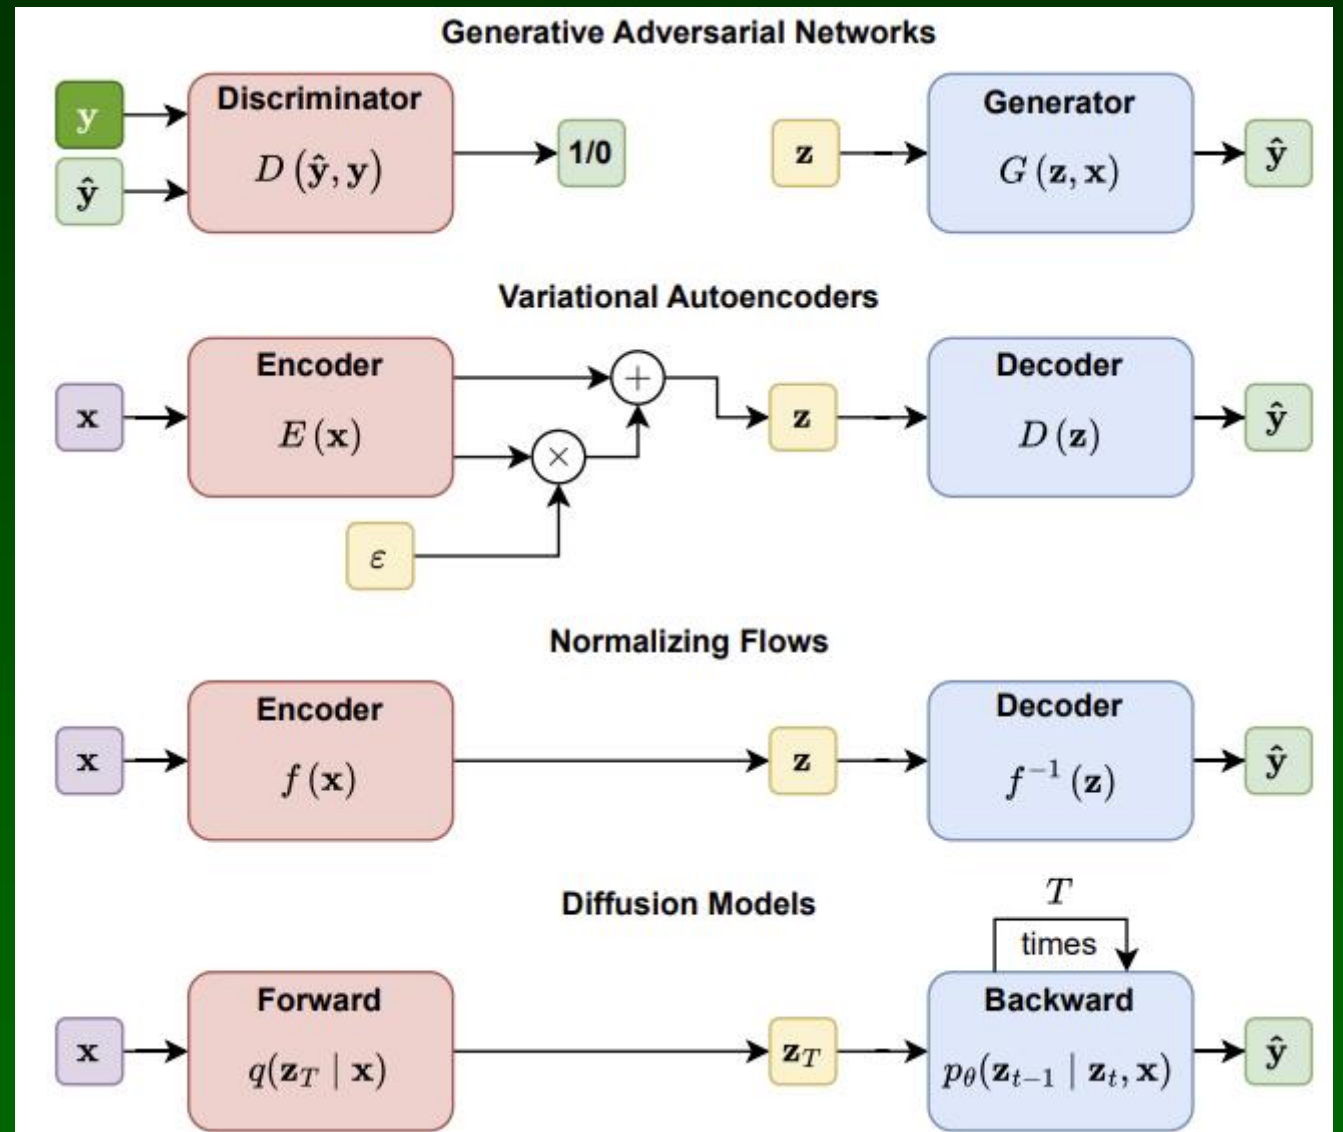 Generative Adversarial Networks
y
ŷ
Discriminator
D (ŷ, y)
1/0
z
Generator
G (z, x)
ŷ
Variational Autoencoders
x
Encoder
E (x)
+
×
ε
z
Decoder
D (z)
ŷ
Normalizing Flows
x
Encoder
f (x)
z
Decoder
f⁻¹ (z)
ŷ
Diffusion Models
T
times
x
Forward
q(z_T | x)
z_T
Backward
p_θ(z_{t−1} | z_t, x)
ŷ